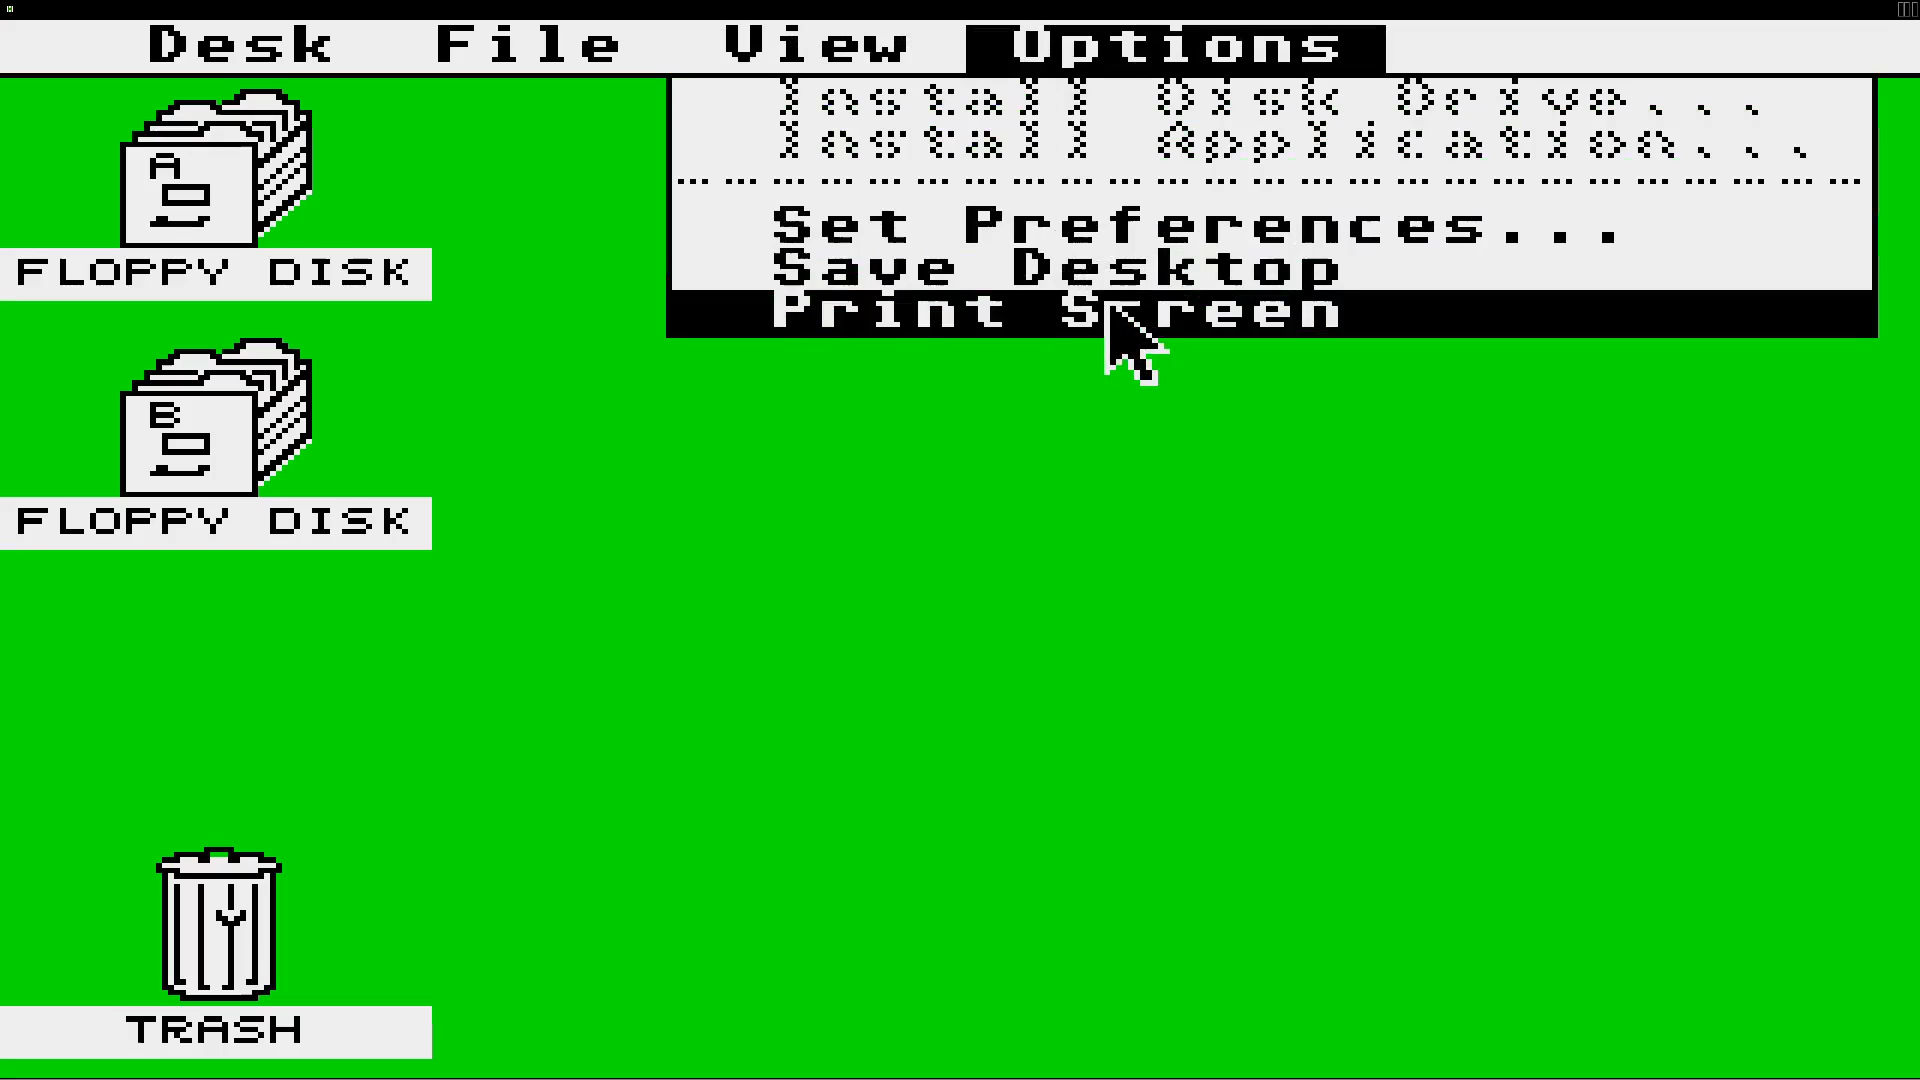 Desk File View Options
Install Disk Drive...
Install Application...
Set Preferences...
Save Desktop
Print Screen
A
FLOPPY DISK
B
FLOPPY DISK
TRASH